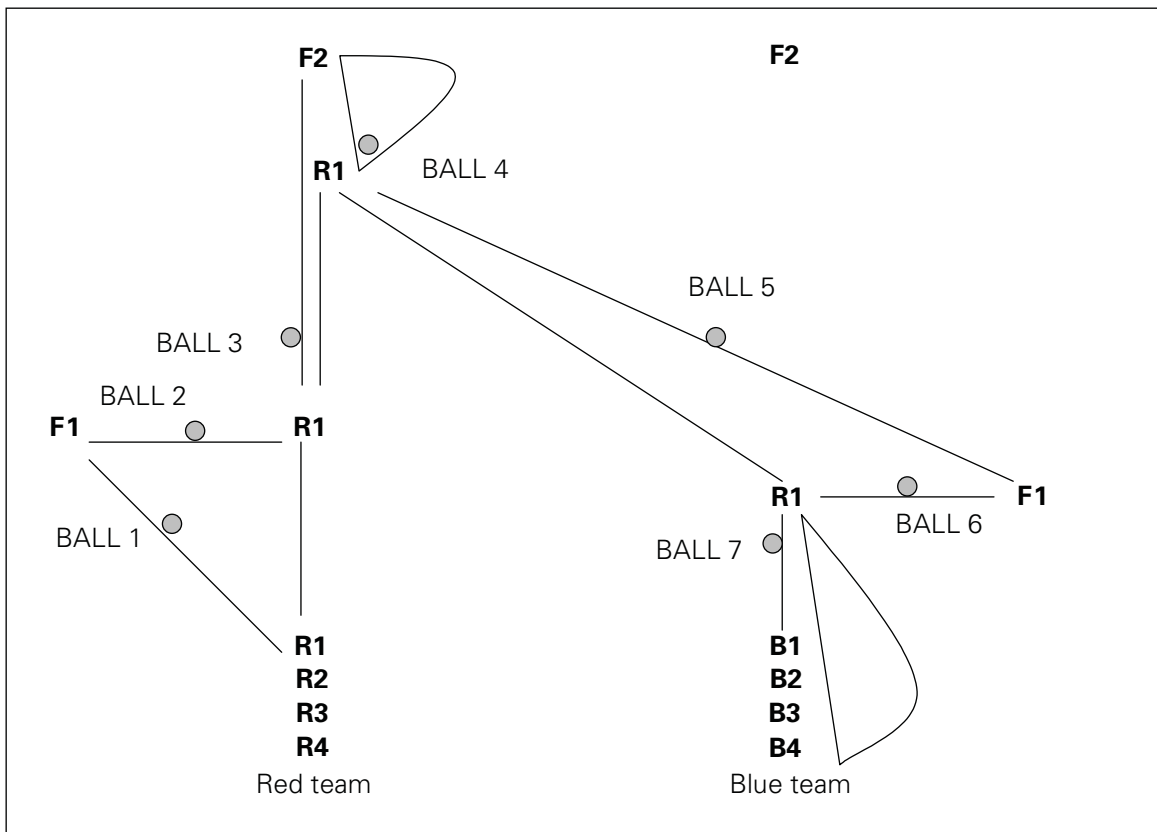 F2
F2
R1
BALL 4
BALL 5
BALL 3
BALL 2
F1
R1
R1
F1
BALL 6
BALL 1
BALL 7
R1
R2
R3
R4
Red team
B1
B2
B3
B4
Blue team